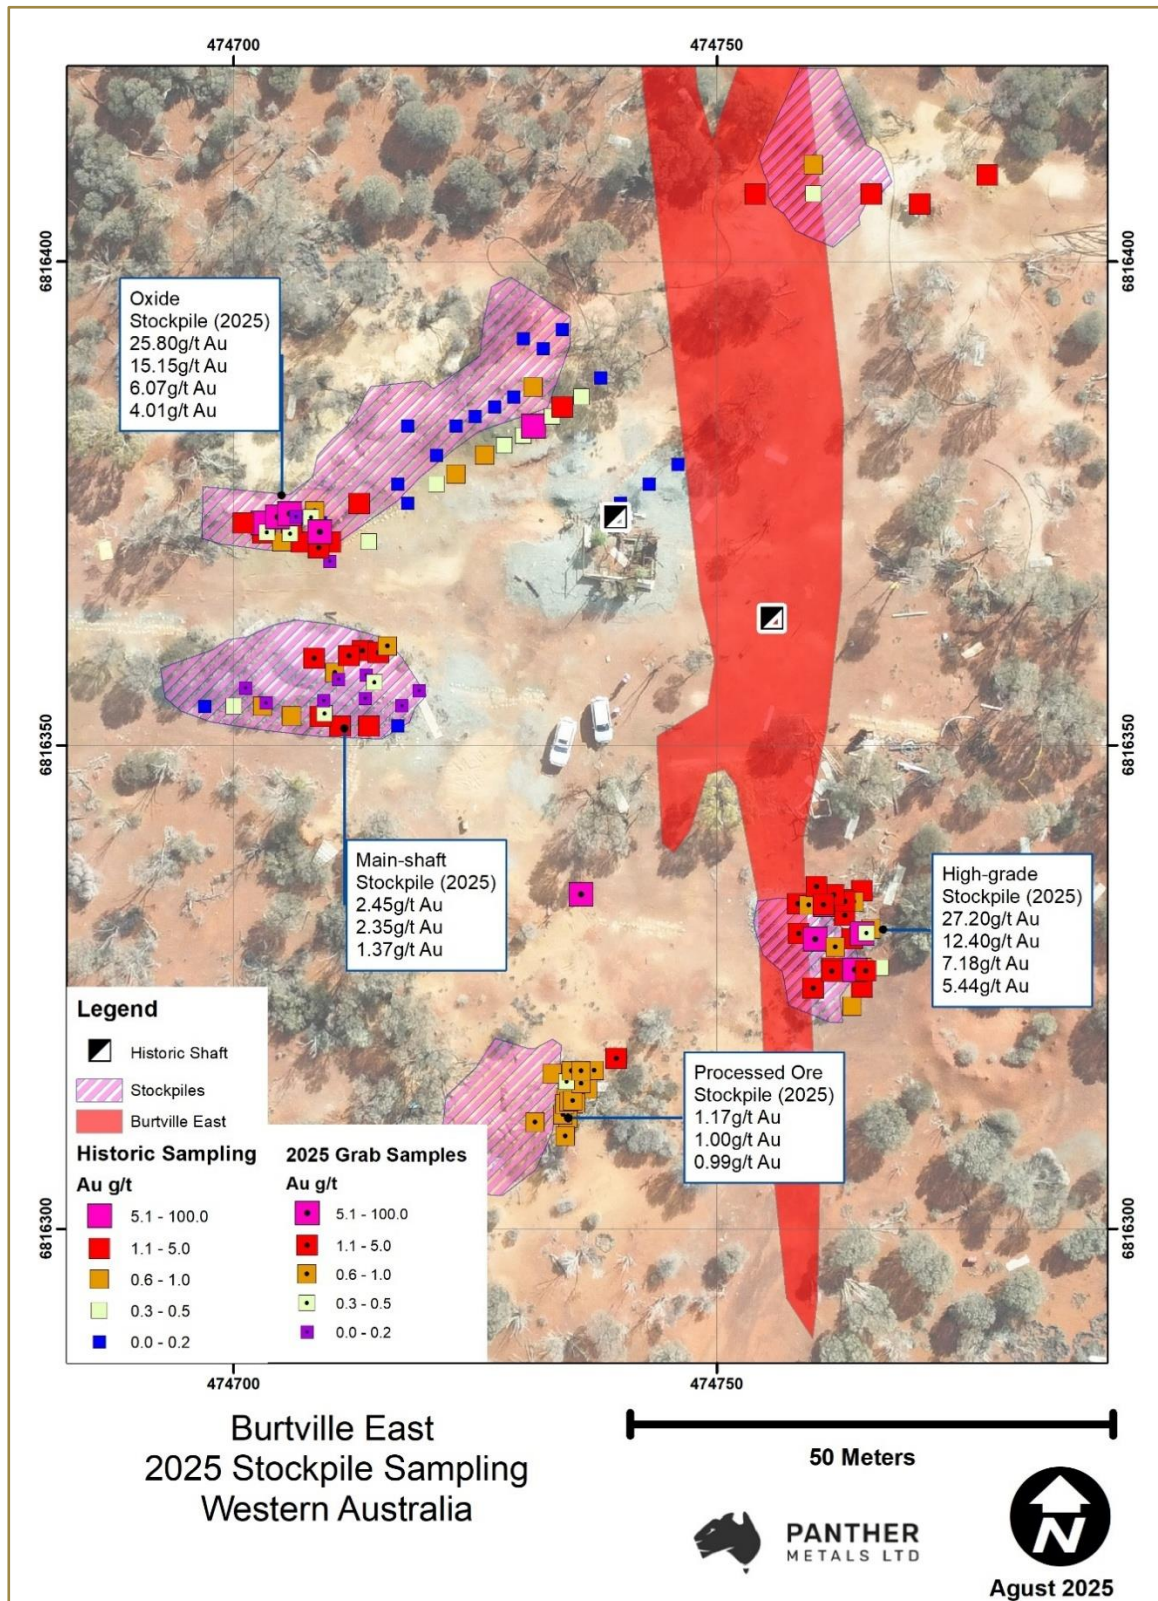 474700
474750
6816400
6816400
Oxide
Stockpile (2025)
25.80g/t Au
15.15g/t Au
6.07g/t Au
4.01g/t Au
6816350
6816350
Main-shaft
Stockpile (2025)
2.45g/t Au
2.35g/t Au
1.37g/t Au
High-grade
Stockpile (2025)
27.20g/t Au
12.40g/t Au
7.18g/t Au
5.44g/t Au
Processed Ore
Stockpile (2025)
1.17g/t Au
1.00g/t Au
0.99g/t Au
Legend
Historic Shaft
Stockpiles
Burtville East
Historic Sampling
Au g/t
5.1 - 100.0
1.1 - 5.0
0.6 - 1.0
0.3 - 0.5
0.0 - 0.2
2025 Grab Samples
Au g/t
5.1 - 100.0
1.1 - 5.0
0.6 - 1.0
0.3 - 0.5
0.0 - 0.2
6816300
6816300
474700
474750
Burtville East
2025 Stockpile Sampling
Western Australia
50 Meters
PANTHER
METALS LTD
N
Agust 2025